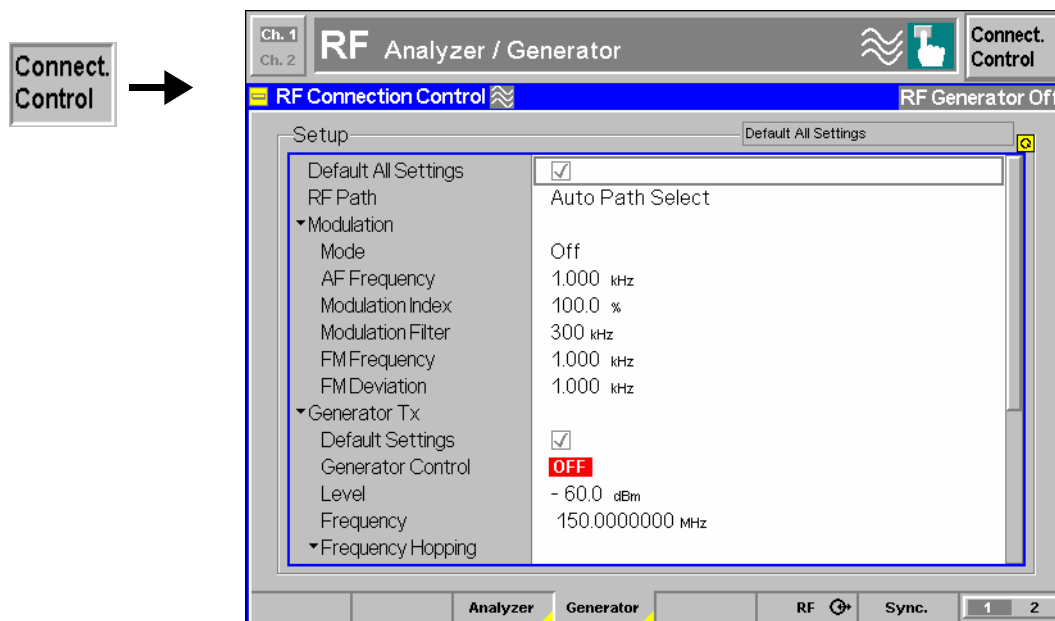 Connect.
Control
Ch. 1
Ch. 2
RF Analyzer / Generator
Connect.
Control
RF Connection Control
RF Generator Off
Setup
Default All Settings
Default All Settings
RF Path Auto Path Select
Modulation
Mode Off
AF Frequency 1.000 kHz
Modulation Index 100.0 %
Modulation Filter 300 kHz
FM Frequency 1.000 kHz
FM Deviation 1.000 kHz
Generator Tx
Default Settings
Generator Control OFF
Level - 60.0 dBm
Frequency 150.0000000 MHz
Frequency Hopping
Analyzer Generator RF Sync. 1 2